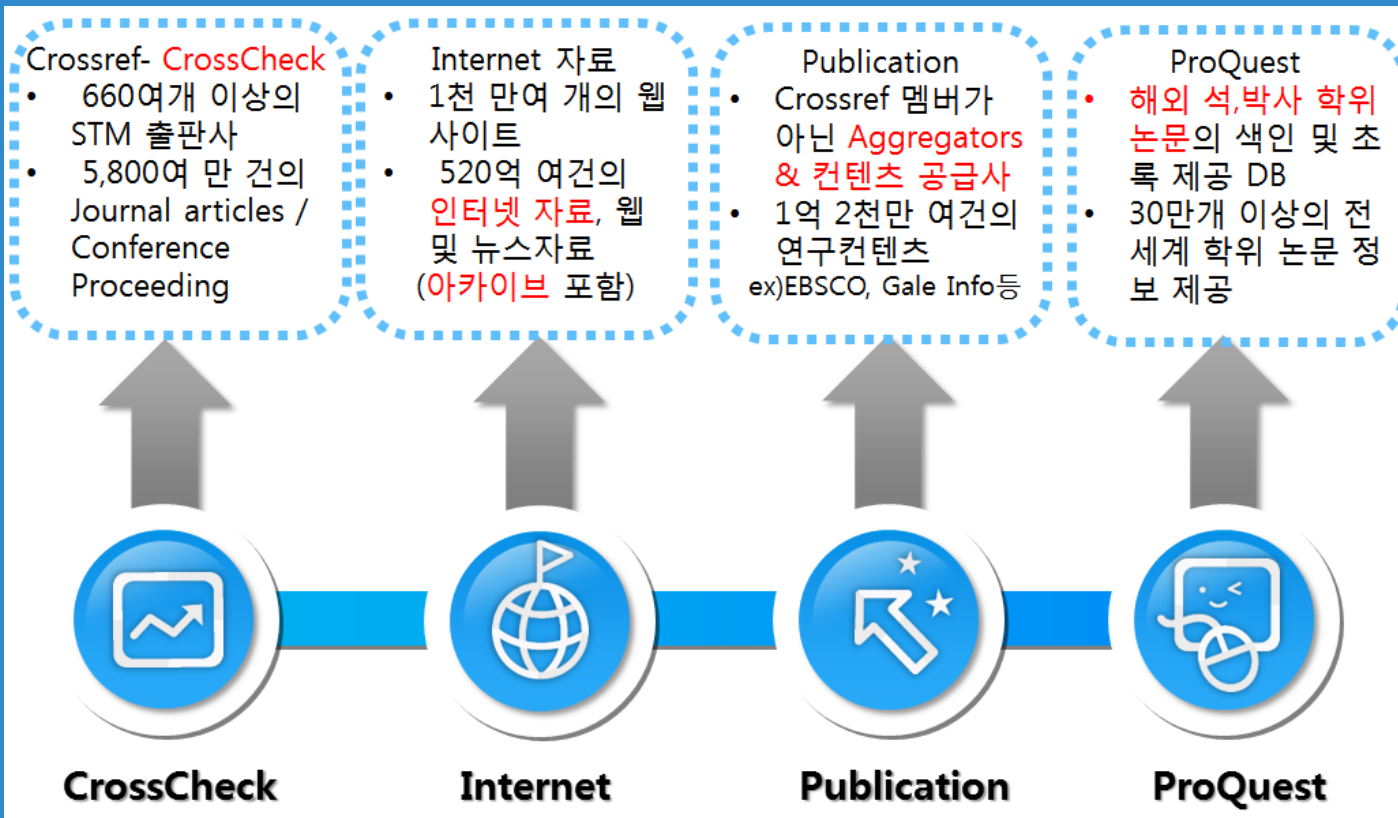 Crossref- CrossCheck
• 660여개 이상의
STM 출판사
• 5,800여 만 건의
Journal articles /
Conference
Proceeding
Internet 자료
• 1천 만여 개의 웹
사이트
• 520억 여건의
인터넷 자료, 웹
및 뉴스자료
(아카이브 포함)
Publication
• Crossref 멤버가
아닌 Aggregators
& 컨텐츠 공급사
• 1억 2천만 여건의
연구컨텐츠
ex)EBSCO, Gale Info등
ProQuest
• 해외 석,박사 학위
논문의 색인 및 초
록 제공 DB
• 30만개 이상의 전
세계 학위 논문 정
보 제공
CrossCheck
Internet
Publication
ProQuest